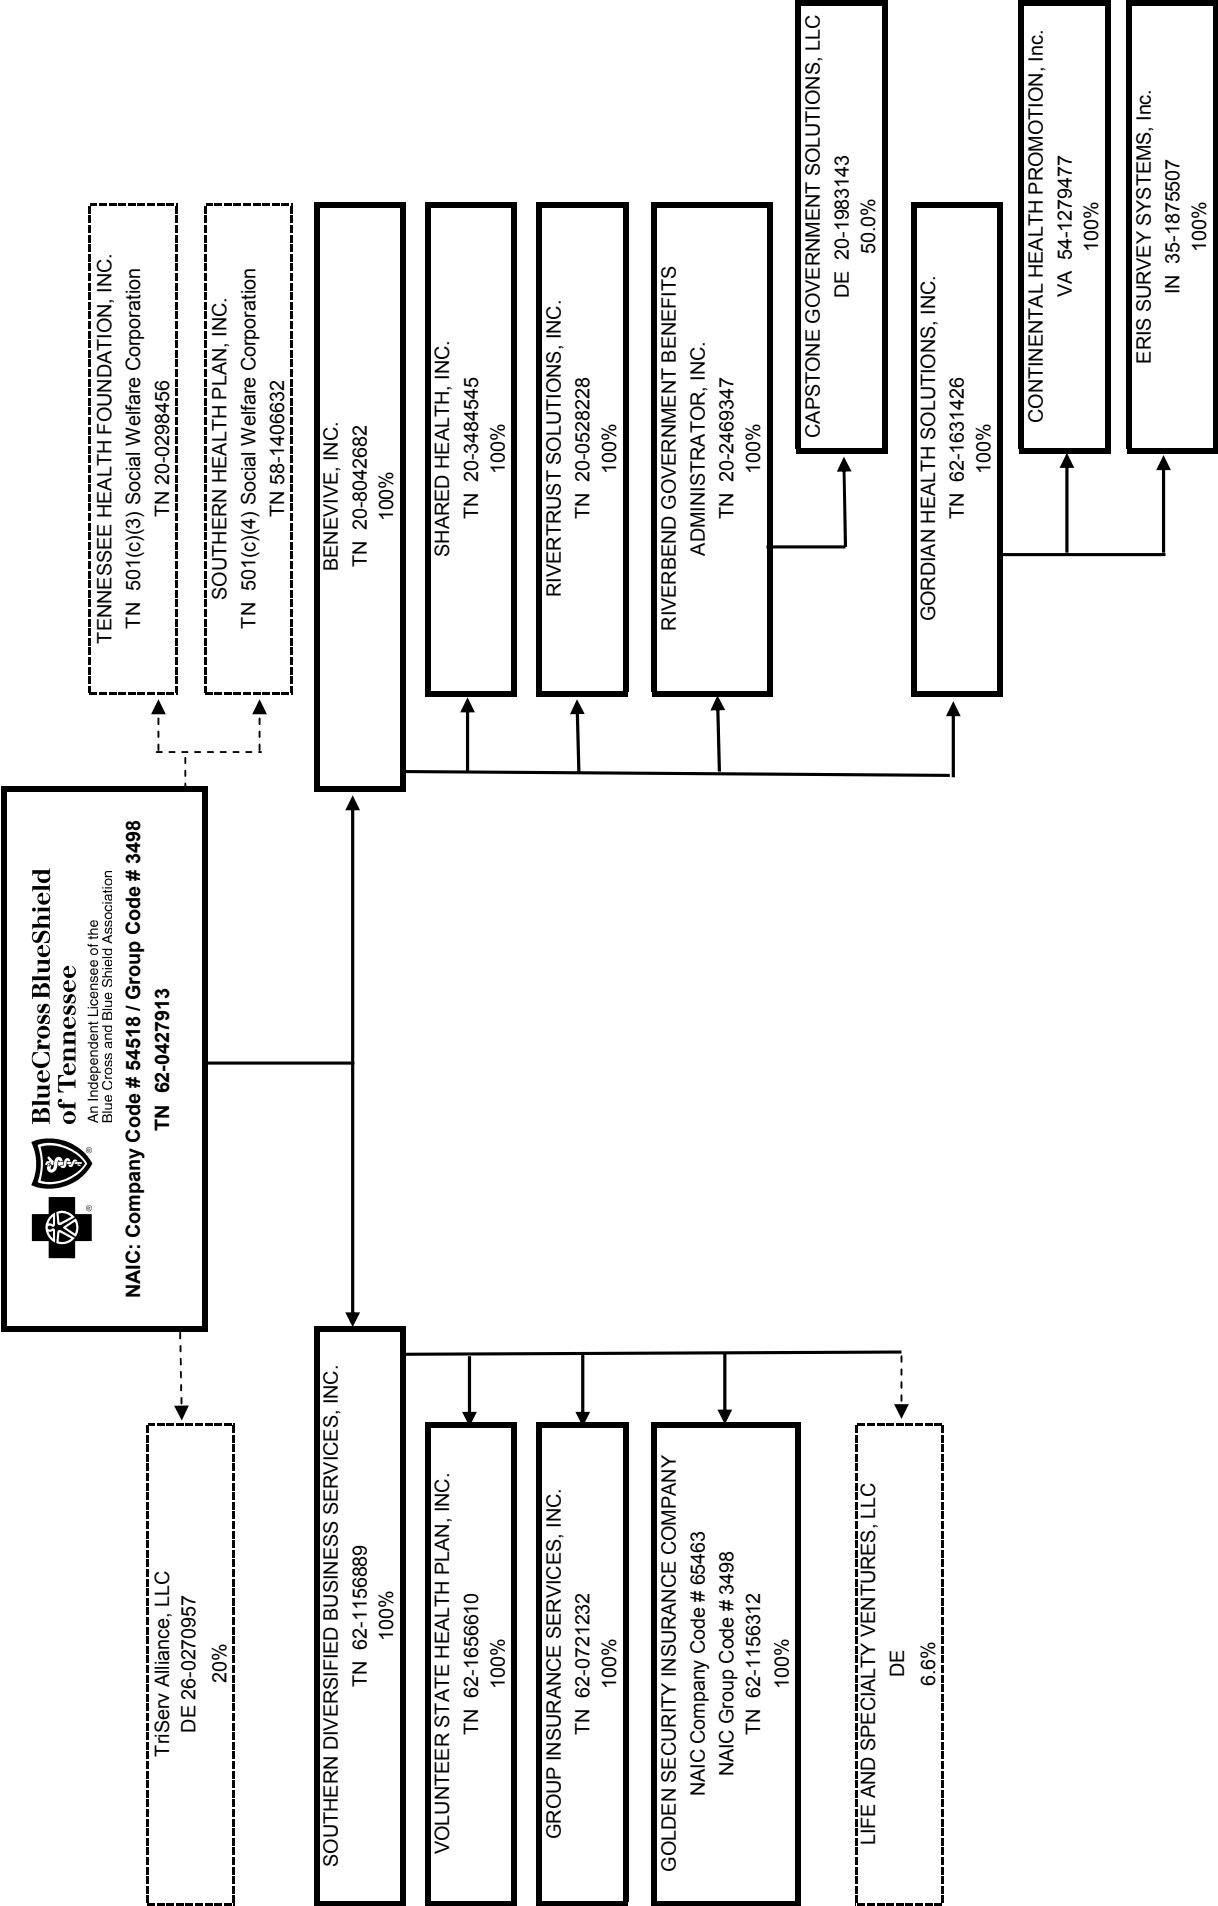 BlueCross BlueShield
of Tennessee
An Independent Licensee of the
Blue Cross and Blue Shield Association
NAIC: Company Code # 54518 / Group Code # 3498
TN  62-0427913
TriServ Alliance, LLC
DE 26-0270957
20%
TENNESSEE HEALTH FOUNDATION, INC.
TN  501(c)(3) Social Welfare Corporation
TN 20-0298456
SOUTHERN HEALTH PLAN, INC.
TN  501(c)(4) Social Welfare Corporation
TN 58-1406632
SOUTHERN DIVERSIFIED BUSINESS SERVICES, INC.
TN  62-1156889
100%
VOLUNTEER STATE HEALTH PLAN, INC.
TN  62-1656610
100%
GROUP INSURANCE SERVICES, INC.
TN  62-0721232
100%
GOLDEN SECURITY INSURANCE COMPANY
NAIC Company Code # 65463
NAIC Group Code # 3498
TN  62-1156312
100%
LIFE AND SPECIALTY VENTURES, LLC
DE
6.6%
BENEVIVE, INC.
TN  20-8042682
100%
SHARED HEALTH, INC.
TN  20-3484545
100%
RIVERTRUST SOLUTIONS, INC.
TN  20-0528228
100%
RIVERBEND GOVERNMENT BENEFITS
ADMINISTRATOR, INC.
TN  20-2469347
100%
CAPSTONE GOVERNMENT SOLUTIONS, LLC
DE  20-1983143
50.0%
GORDIAN HEALTH SOLUTIONS, INC.
TN  62-1631426
100%
CONTINENTAL HEALTH PROMOTION, Inc.
VA  54-1279477
100%
ERIS SURVEY SYSTEMS, Inc.
IN  35-1875507
100%